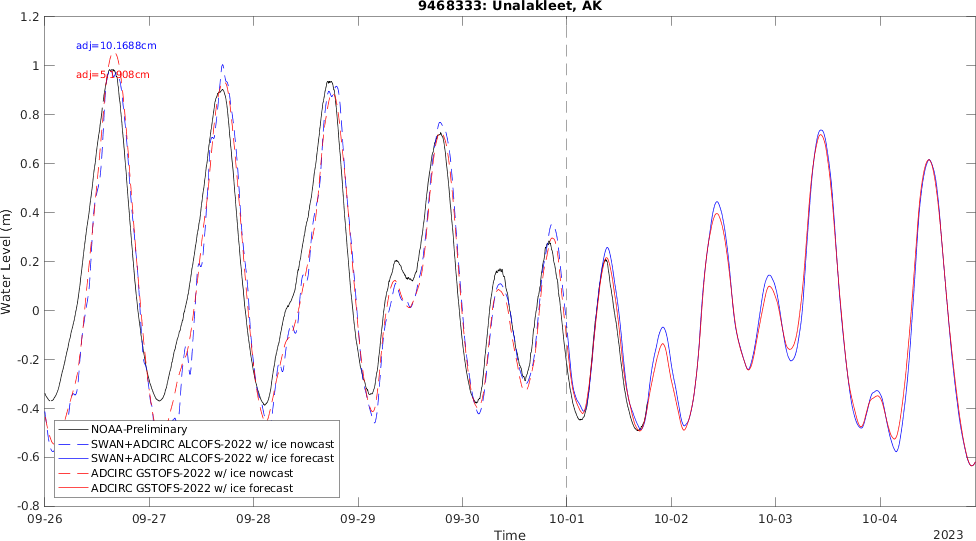 9468333: Unalakleet, AK
1.2
adj=10.1688cm
1
0.8
0.6
0.4
0.2
0
-0.2
-0.4
-0.6
-0.8
Water Level (m)
NOAA-Preliminary
SWAN+ADCIRC ALCOFS-2022 w/ ice nowcast
SWAN+ADCIRC ALCOFS-2022 w/ ice forecast
ADCIRC GSTOFS-2022 w/ ice nowcast
ADCIRC GSTOFS-2022 w/ ice forecast
09-26 09-27 09-28 09-29 09-30 10-01 10-02 10-03 10-04
Time
2023